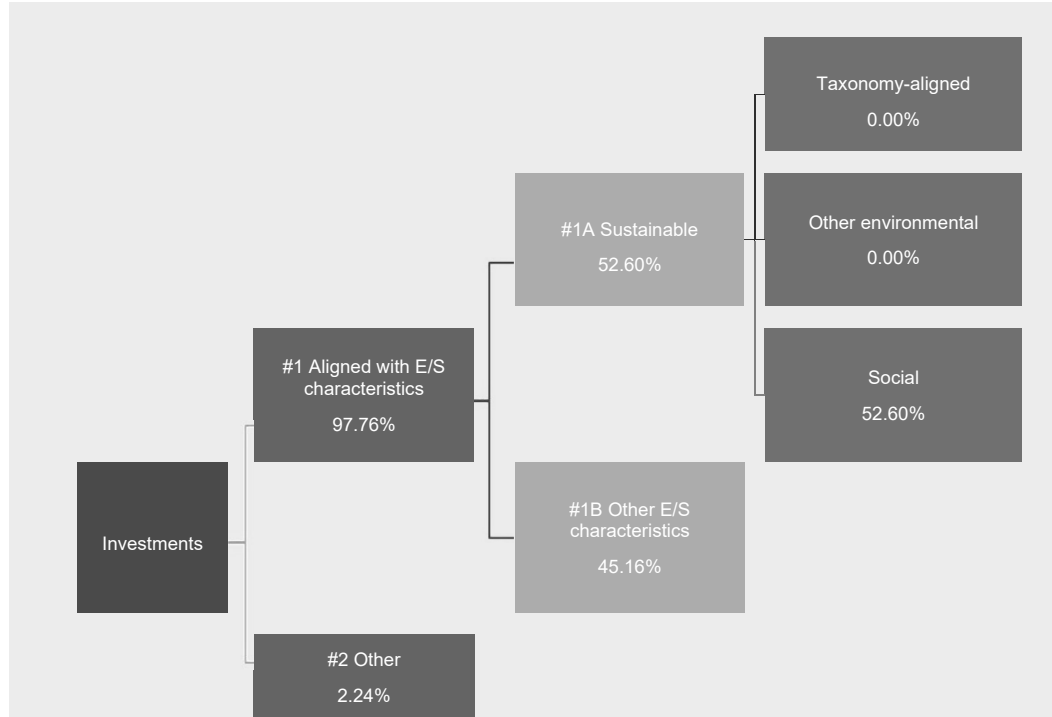 Taxonomy-aligned
0.00%
#1A Sustainable
52.60%
Other environmental
0.00%
#1 Aligned with E/S
characteristics
97.76%
Social
52.60%
Investments
#1B Other E/S
characteristics
45.16%
#2 Other
2.24%